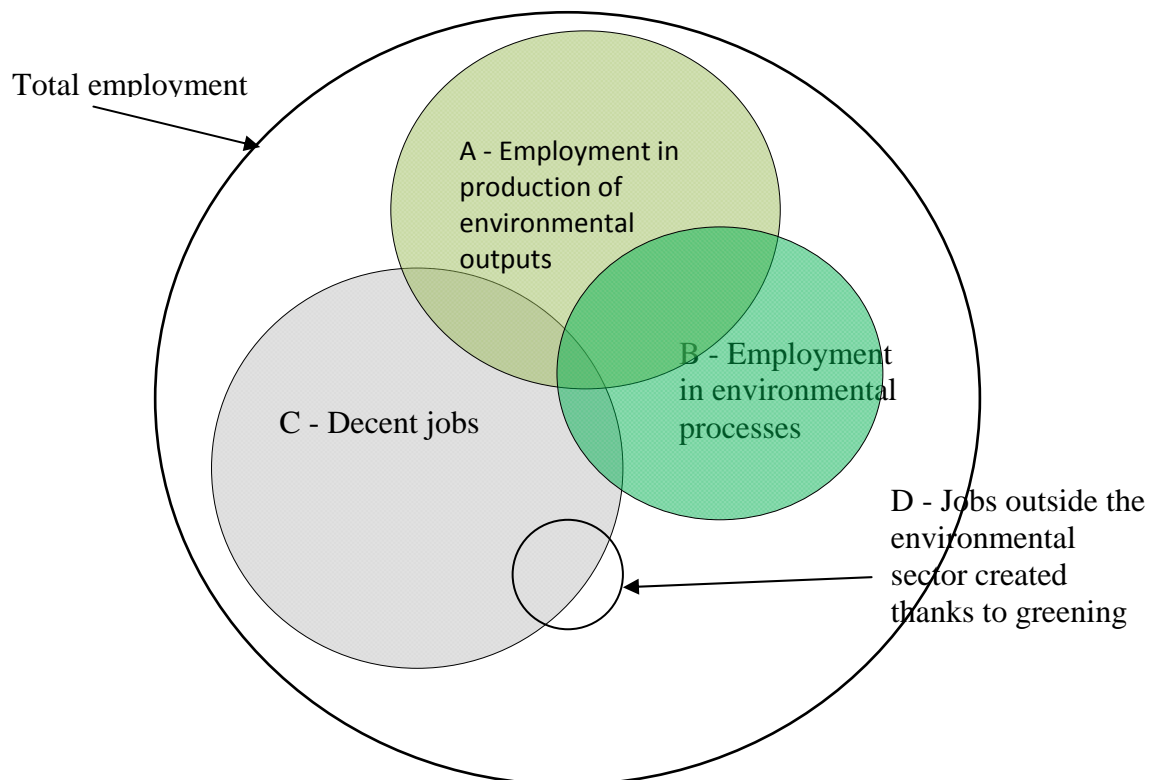 Total employment
A - Employment in
production of
environmental
outputs
B - Employment
in environmental
processes
C - Decent jobs
D - Jobs outside the
environmental
sector created
thanks to greening